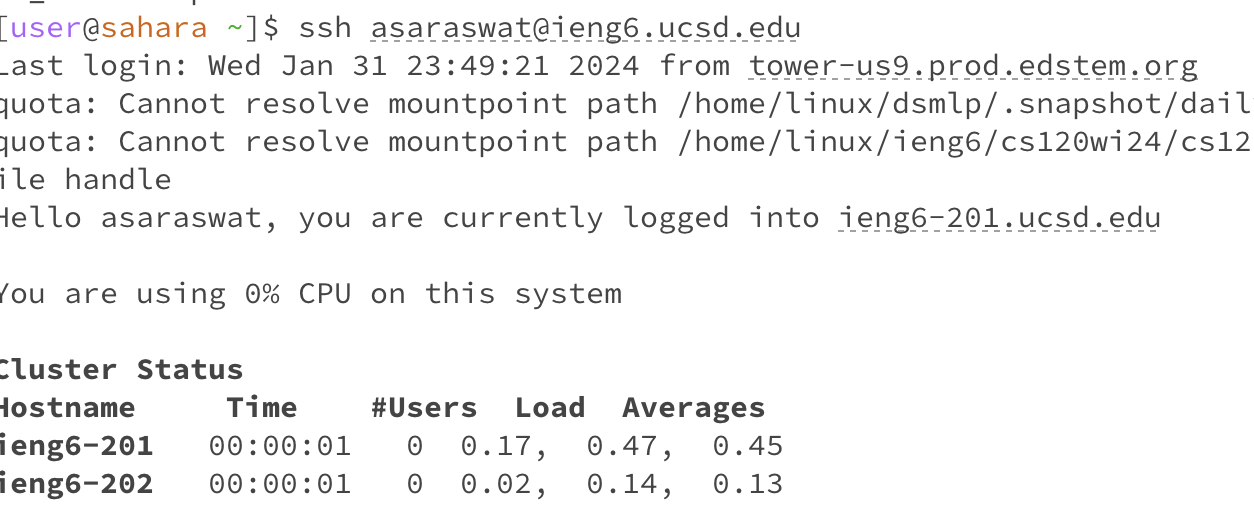 [user@sahara ~]$ ssh asaraswat@ieng6.ucsd.edu
Last login: Wed Jan 31 23:49:21 2024 from tower-us9.prod.edstem.org
quota: Cannot resolve mountpoint path /home/linux/dsmlp/.snapshot/dail
quota: Cannot resolve mountpoint path /home/linux/ieng6/cs120wi24/cs12
ile handle
Hello asaraswat, you are currently logged into ieng6-201.ucsd.edu
You are using 0% CPU on this system
Cluster Status
Hostname Time #Users Load Averages
ieng6-201 00:00:01 0 0.17, 0.47, 0.45
ieng6-202 00:00:01 0 0.02, 0.14, 0.13